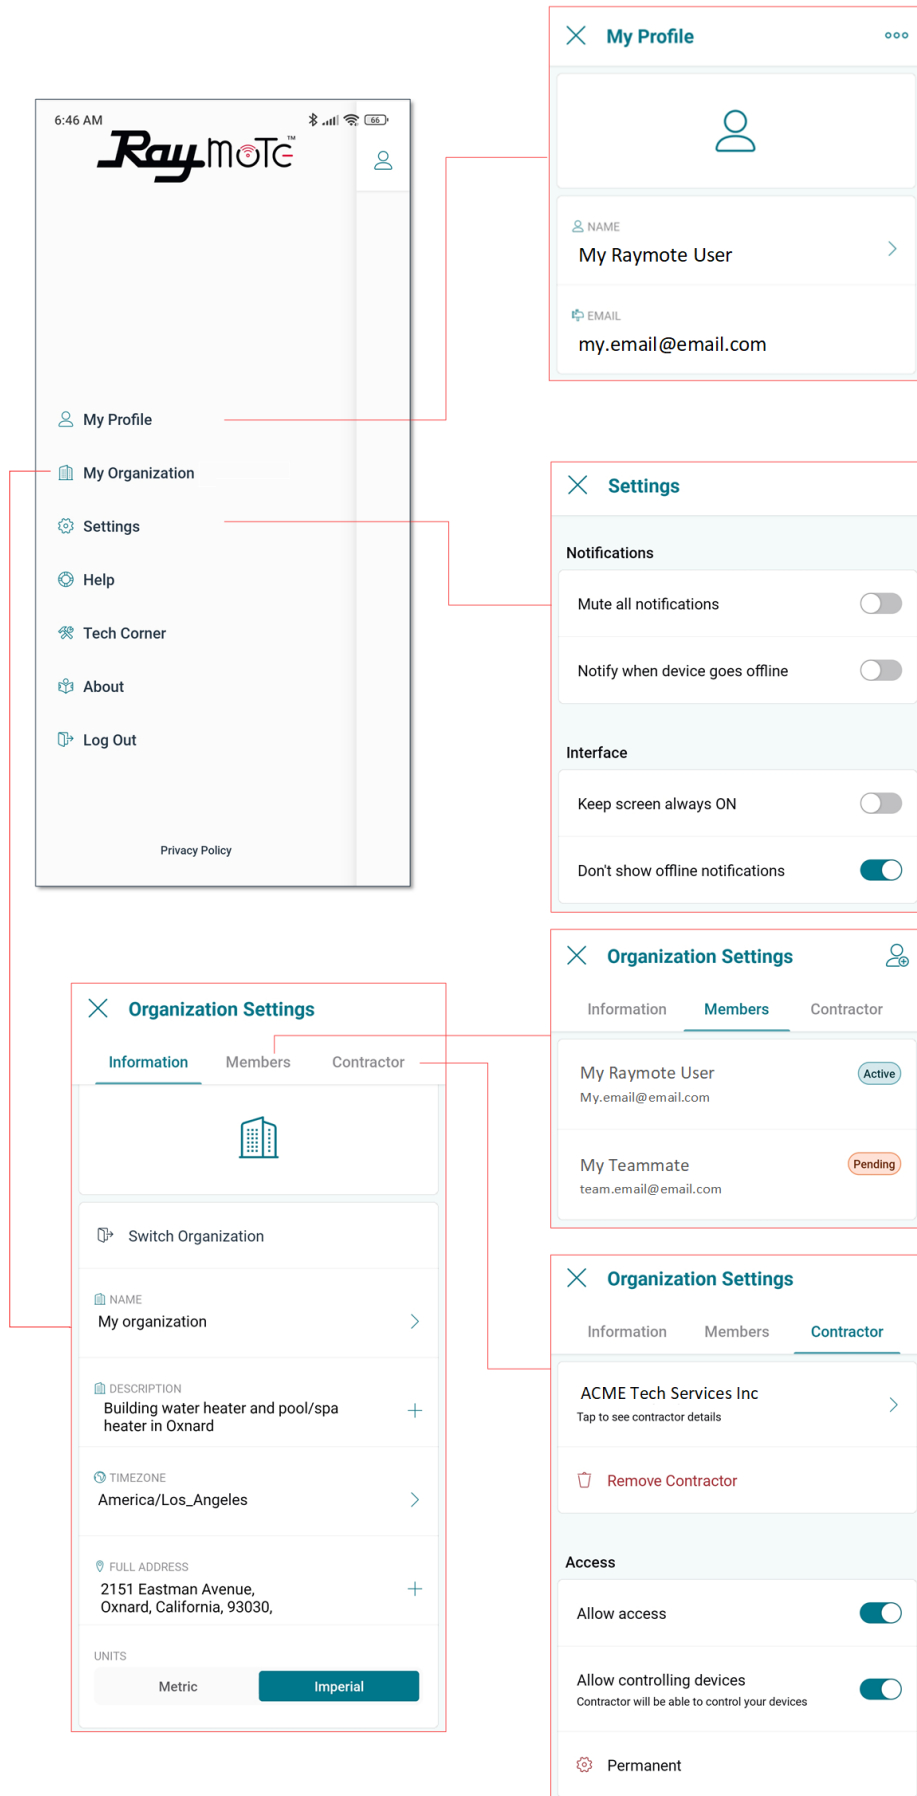 My Profile
6:46 AM
66
Raymote™
NAME
My Raymote User
EMAIL
my.email@email.com
My Profile
My Organization
Settings
Help
Tech Corner
About
Log Out
Privacy Policy
Settings
Notifications
Mute all notifications
Notify when device goes offline
Interface
Keep screen always ON
Don't show offline notifications
Organization Settings
Information Members Contractor
My Raymote User
Active
My.email@email.com
My Teammate
Pending
team.email@email.com
Organization Settings
Information Members Contractor
Switch Organization
NAME
My organization
DESCRIPTION
Building water heater and pool/spa
heater in Oxnard
TIMEZONE
America/Los_Angeles
FULL ADDRESS
2151 Eastman Avenue,
Oxnard, California, 93030,
UNITS
Metric Imperial
Organization Settings
Information Members Contractor
ACME Tech Services Inc
Tap to see contractor details
Remove Contractor
Access
Allow access
Allow controlling devices
Contractor will be able to control your devices
Permanent